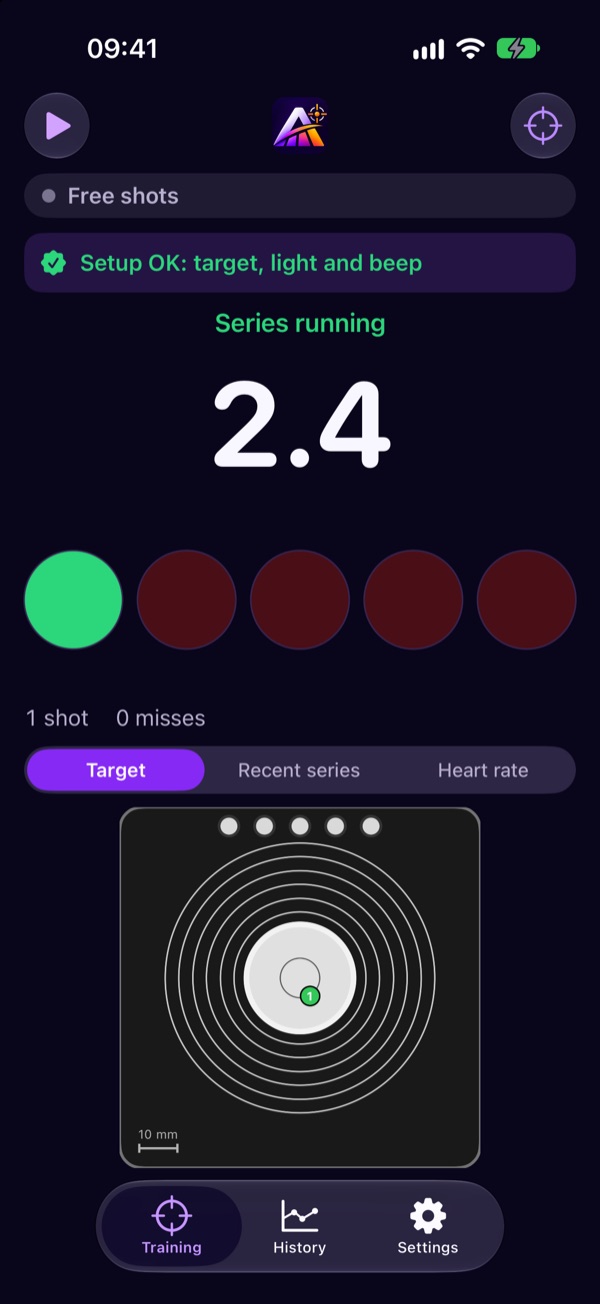 09:41
Free shots
Setup OK: target, light and beep
Series running
2.4
1 shot 0 misses
Target Recent series Heart rate
1
10 mm
Training History Settings